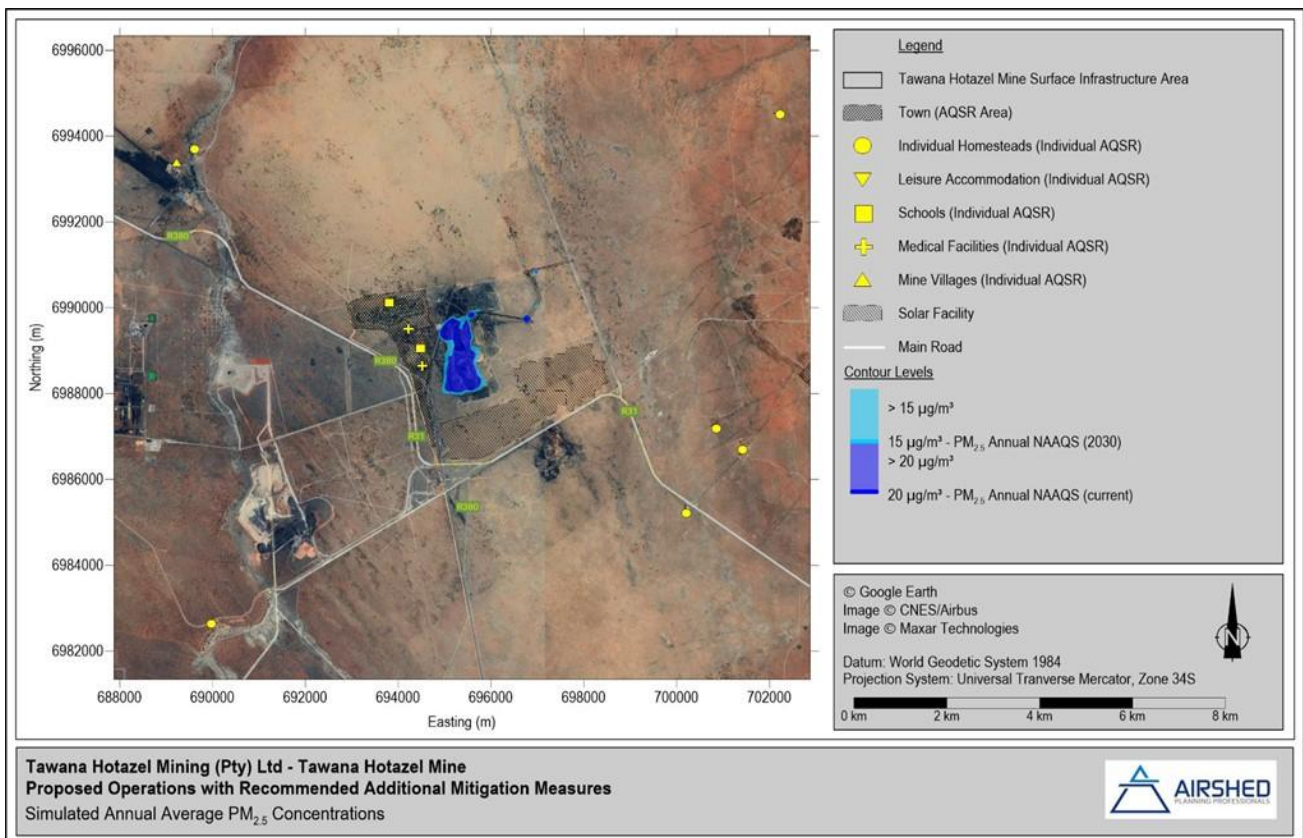 6996000
6994000
6992000
6990000
6988000
6986000
6984000
6982000
Northing (m)
688000
690000
692000
694000
696000
698000
700000
702000
Easting (m)
R380
R380
R31
R31
R380
Legend
Tawana Hotazel Mine Surface Infrastructure Area
Town (AQSR Area)
Individual Homesteads (Individual AQSR)
Leisure Accommodation (Individual AQSR)
Schools (Individual AQSR)
Medical Facilities (Individual AQSR)
Mine Villages (Individual AQSR)
Solar Facility
Main Road
Contour Levels
> 15 µg/m³
15 µg/m³ - PM2.5 Annual NAAQS (2030)
> 20 µg/m³
20 µg/m³ - PM2.5 Annual NAAQS (current)
© Google Earth
Image © CNES/Airbus
Image © Maxar Technologies
Datum: World Geodetic System 1984
Projection System: Universal Tranverse Mercator, Zone 34S
N
0 km 2 km 4 km 6 km 8 km
Tawana Hotazel Mining (Pty) Ltd - Tawana Hotazel Mine
Proposed Operations with Recommended Additional Mitigation Measures
Simulated Annual Average PM2.5 Concentrations
AIRSHED
PLANNING PROFESSIONALS